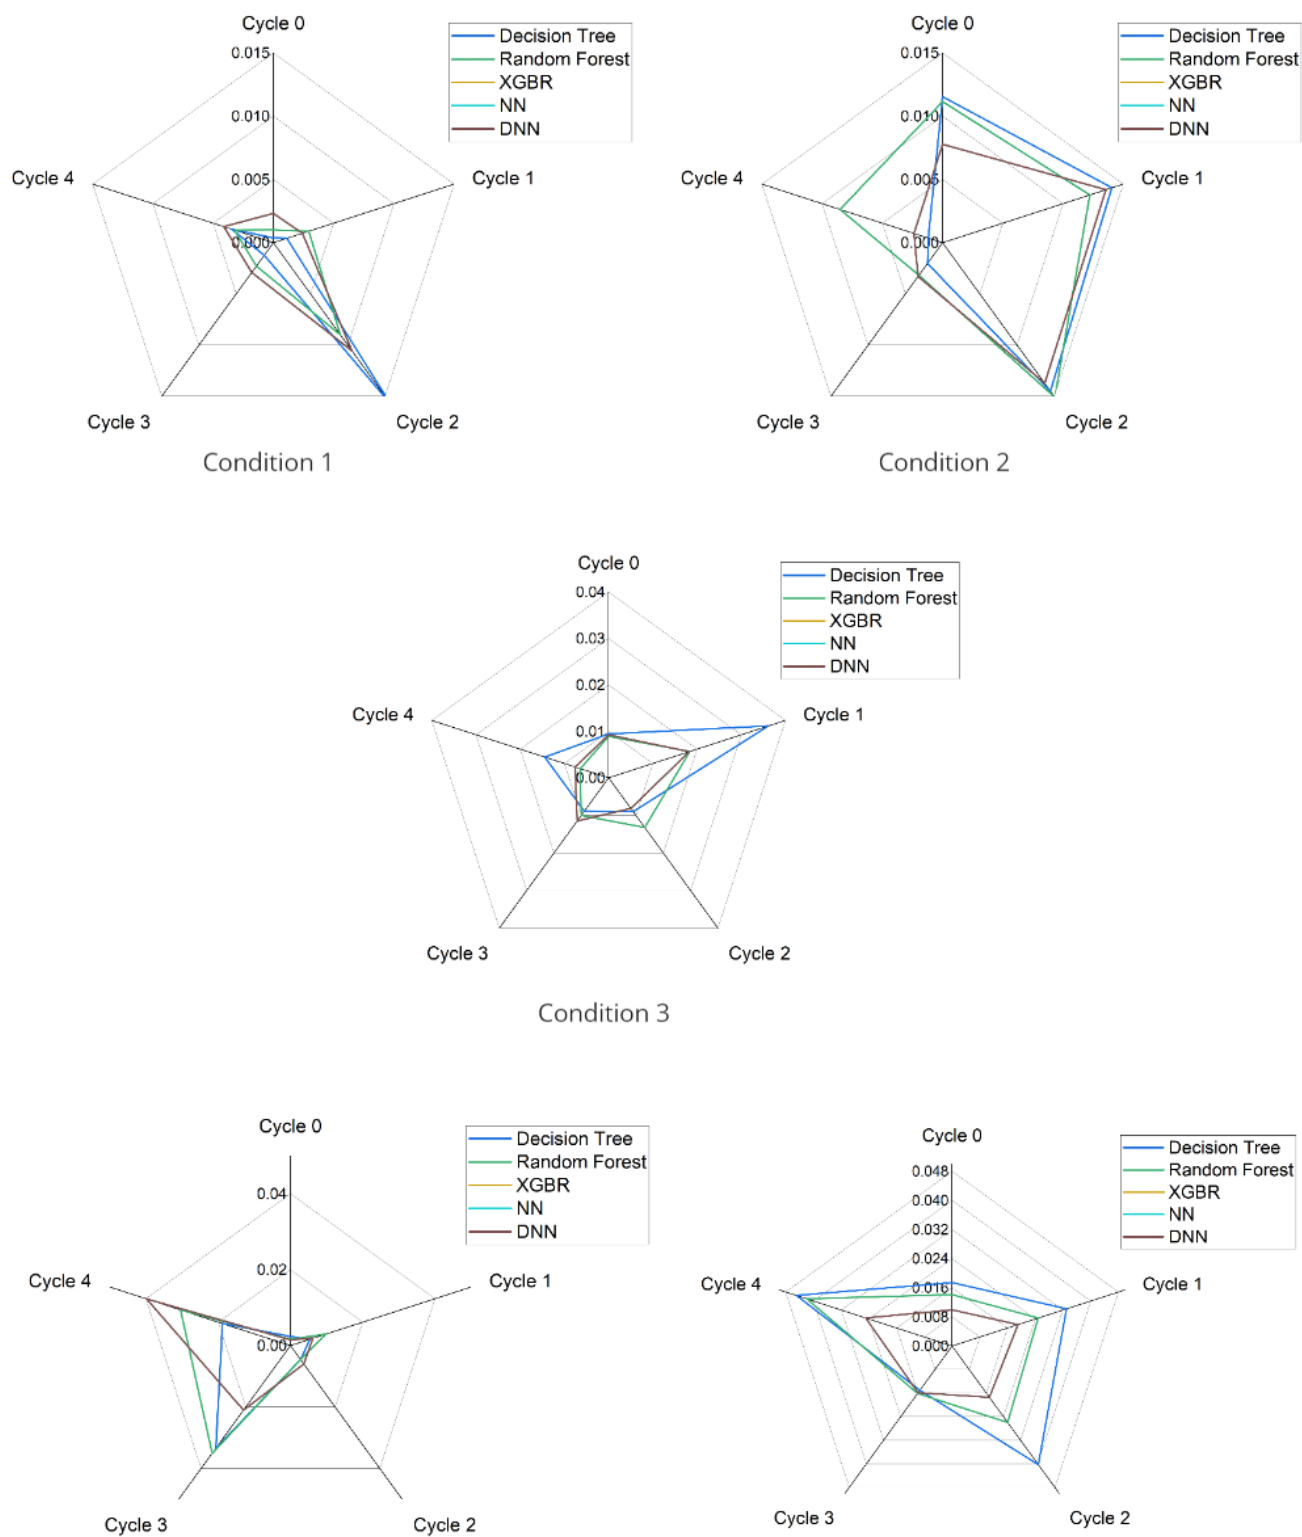 Cycle 0
0.015
0.010
0.005
0.000
Cycle 1
Cycle 2
Cycle 3
Cycle 4
Decision Tree
Random Forest
XGBR
NN
DNN
Condition 1
Cycle 0
0.015
0.010
0.005
0.000
Cycle 1
Cycle 2
Cycle 3
Cycle 4
Decision Tree
Random Forest
XGBR
NN
DNN
Condition 2
Cycle 0
0.04
0.03
0.02
0.01
0.00
Cycle 1
Cycle 2
Cycle 3
Cycle 4
Decision Tree
Random Forest
XGBR
NN
DNN
Condition 3
Cycle 0
0.04
0.02
0.00
Cycle 1
Cycle 2
Cycle 3
Cycle 4
Decision Tree
Random Forest
XGBR
NN
DNN
Cycle 0
0.048
0.040
0.032
0.024
0.016
0.008
0.000
Cycle 1
Cycle 2
Cycle 3
Cycle 4
Decision Tree
Random Forest
XGBR
NN
DNN